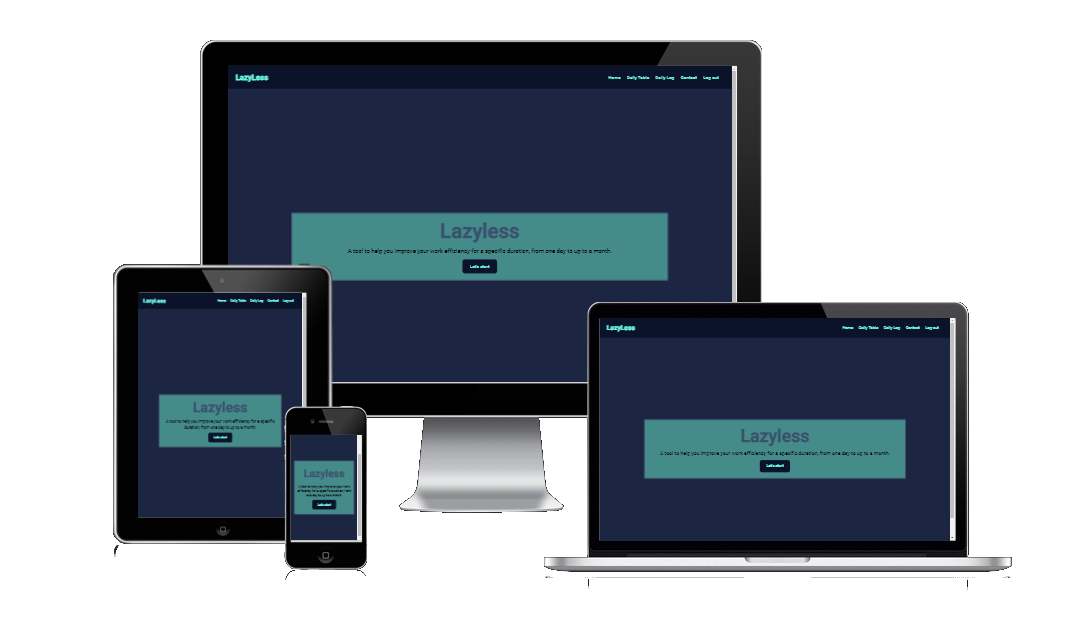 LazyLess
Home Daily Table Daily Log Contact Log out
Lazyless
A tool to help you improve your work efficiency for a specific duration, from one day to up to a month.
Let's start
LazyLess
Home Daily Table Daily Log Contact Log out
Lazyless
A tool to help you improve your work efficiency for a specific
duration, from one day to up to a month.
Let's start
Lazyless
A tool to help you improve your work
efficiency for a specific duration, from
one day to up to a month.
Let's start
LazyLess
Home Daily Table Daily Log Contact Log out
Lazyless
A tool to help you improve your work efficiency for a specific duration, from one day to up to a month.
Let's start